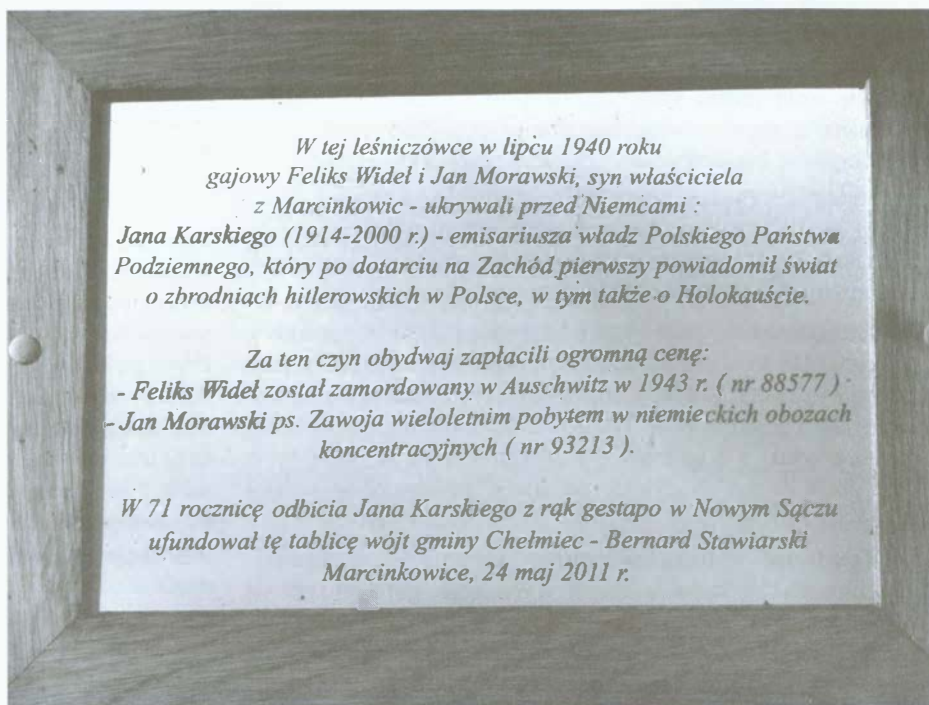 W tej leśniczówce w lipcu 1940 roku
gajowy Feliks Wideł i Jan Morawski, syn właściciela
z Marcinkowic - ukrywali przed Niemcami :
Jana Karskiego (1914-2000 r.) - emisariusza władz Polskiego Państwa
Podziemnego, który po dotarciu na Zachód pierwszy powiadomił świat
o zbrodniach hitlerowskich w Polsce, w tym także o Holokauście.
Za ten czyn obydwaj zapłacili ogromną cenę:
- Feliks Wideł został zamordowany w Auschwitz w 1943 r. ( nr 88577 )
- Jan Morawski ps. Zawoja wieloletnim pobytem w niemieckich obozach
koncentracyjnych ( nr 93213 ).
W 71 rocznicę odbicia Jana Karskiego z rąk gestapo w Nowym Sączu
ufundował tę tablicę wójt gminy Chełmiec - Bernard Stawiarski
Marcinkowice, 24 maj 2011 r.